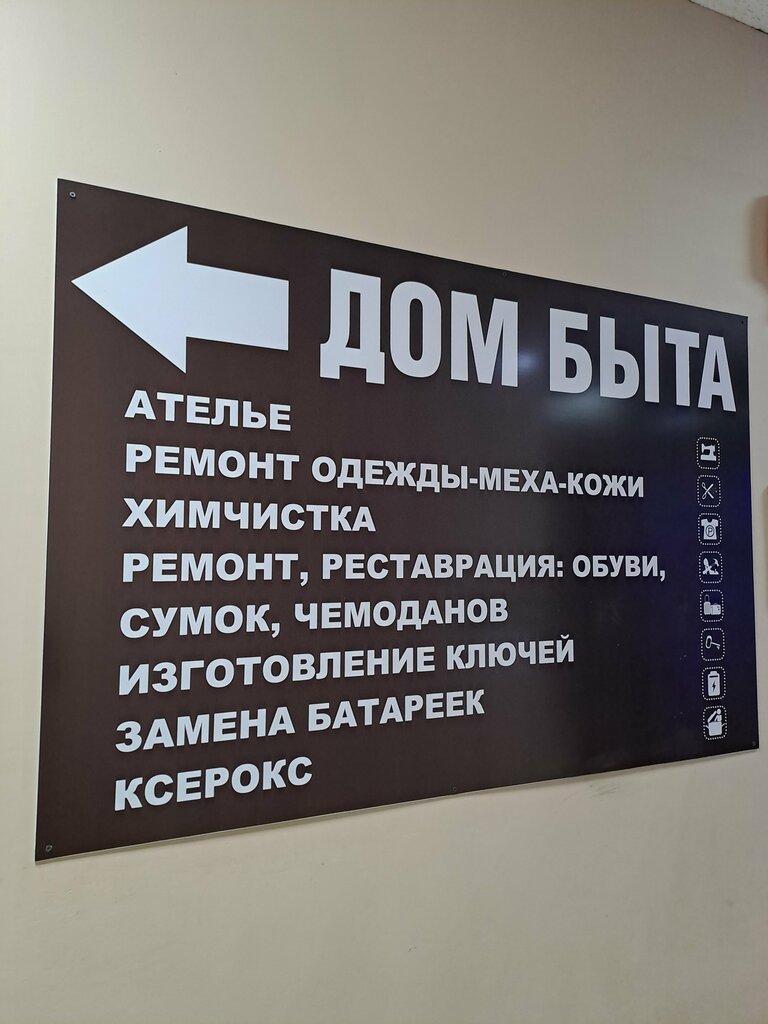 ДОМ БЫТА
АТЕЛЬЕ
РЕМОНТ ОДЕЖДЫ-МЕХА-КОЖИ
ХИМЧИСТКА
РЕМОНТ, РЕСТАВРАЦИЯ: ОБУВИ,
СУМОК, ЧЕМОДАНОВ
ИЗГОТОВЛЕНИЕ КЛЮЧЕЙ
ЗАМЕНА БАТАРЕЕК
КСЕРОКС